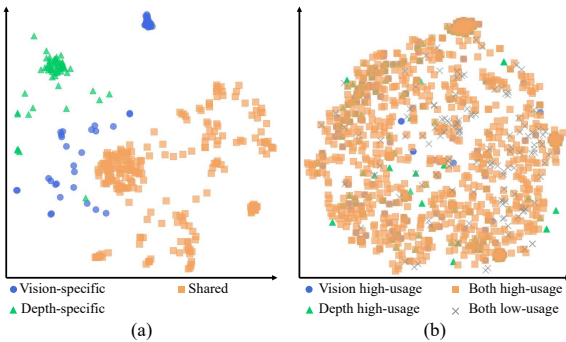 Vision-specific Shared
Depth-specific
(a)
Vision high-usage Both high-usage
Depth high-usage Both low-usage
(b)